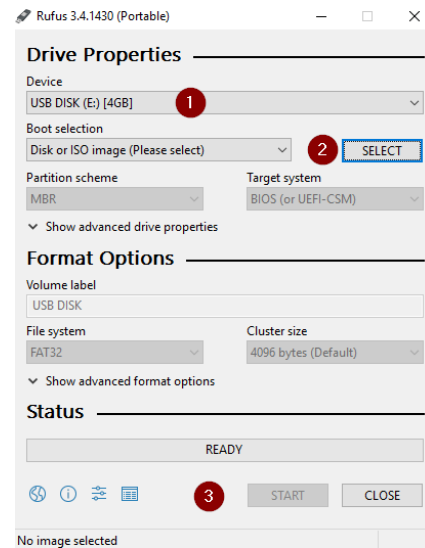 Rufus 3.4.1430 (Portable)
Drive Properties
Device
USB DISK (E:) [4GB] 1
Boot selection
Disk or ISO image (Please select) 2 SELECT
Partition scheme Target system
MBR BIOS (or UEFI-CSM)
Show advanced drive properties
Format Options
Volume label
USB DISK
File system Cluster size
FAT32 4096 bytes (Default)
Show advanced format options
Status
READY
3 START CLOSE
No image selected